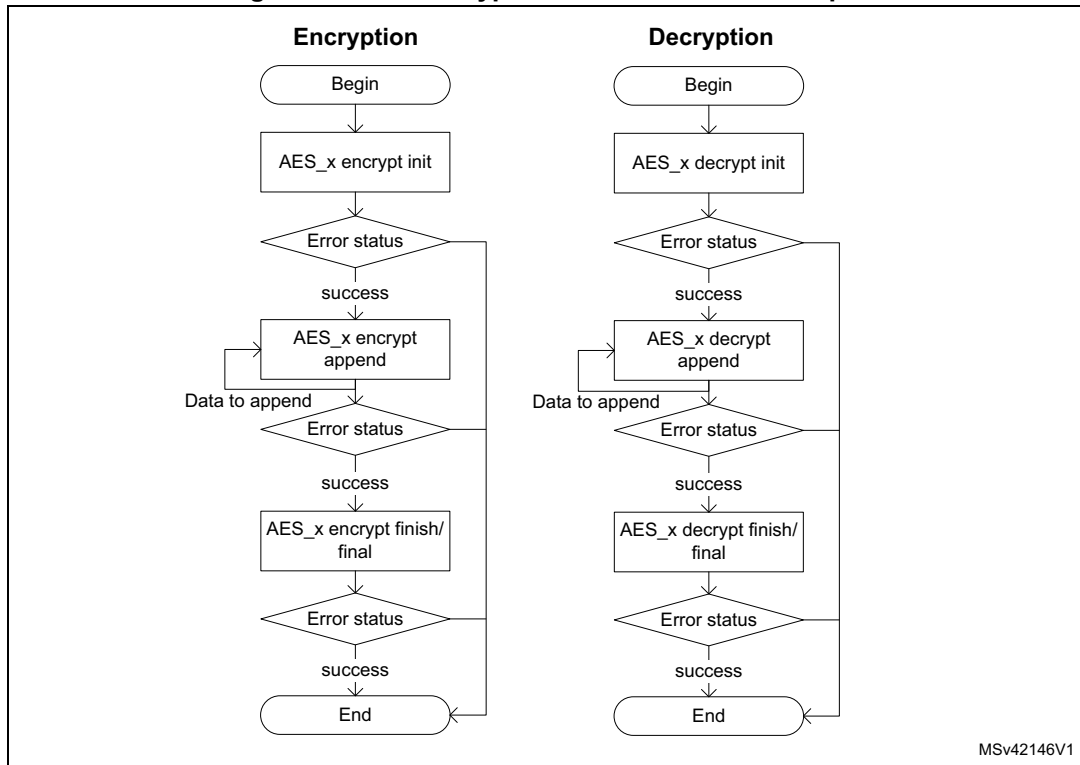 Encryption
Begin
AES_x encrypt init
Error status
success
AES_x encrypt
append
Data to append
Error status
success
AES_x encrypt finish/
final
Error status
success
End
Decryption
Begin
AES_x decrypt init
Error status
success
AES_x decrypt
append
Data to append
Error status
success
AES_x decrypt finish/
final
Error status
success
End
MSv42146V1